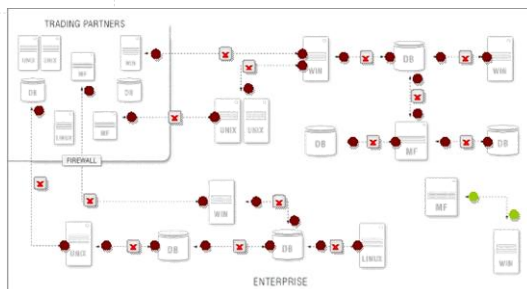 TRADING PARTNERS
UNIX UNIX
MF
WIN
DB
DB
LINUX
MF
FIREWALL
WIN
DB
WIN
UNIX UNIX
DB
MF
DB
MF
WIN
WIN
UNIX
DB
DB
LINUX
ENTERPRISE